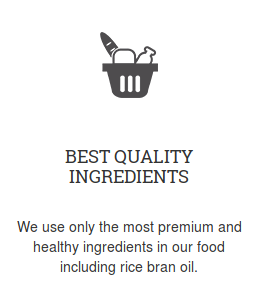 BEST QUALITY
INGREDIENTS
We use only the most premium and
healthy ingredients in our food
including rice bran oil.